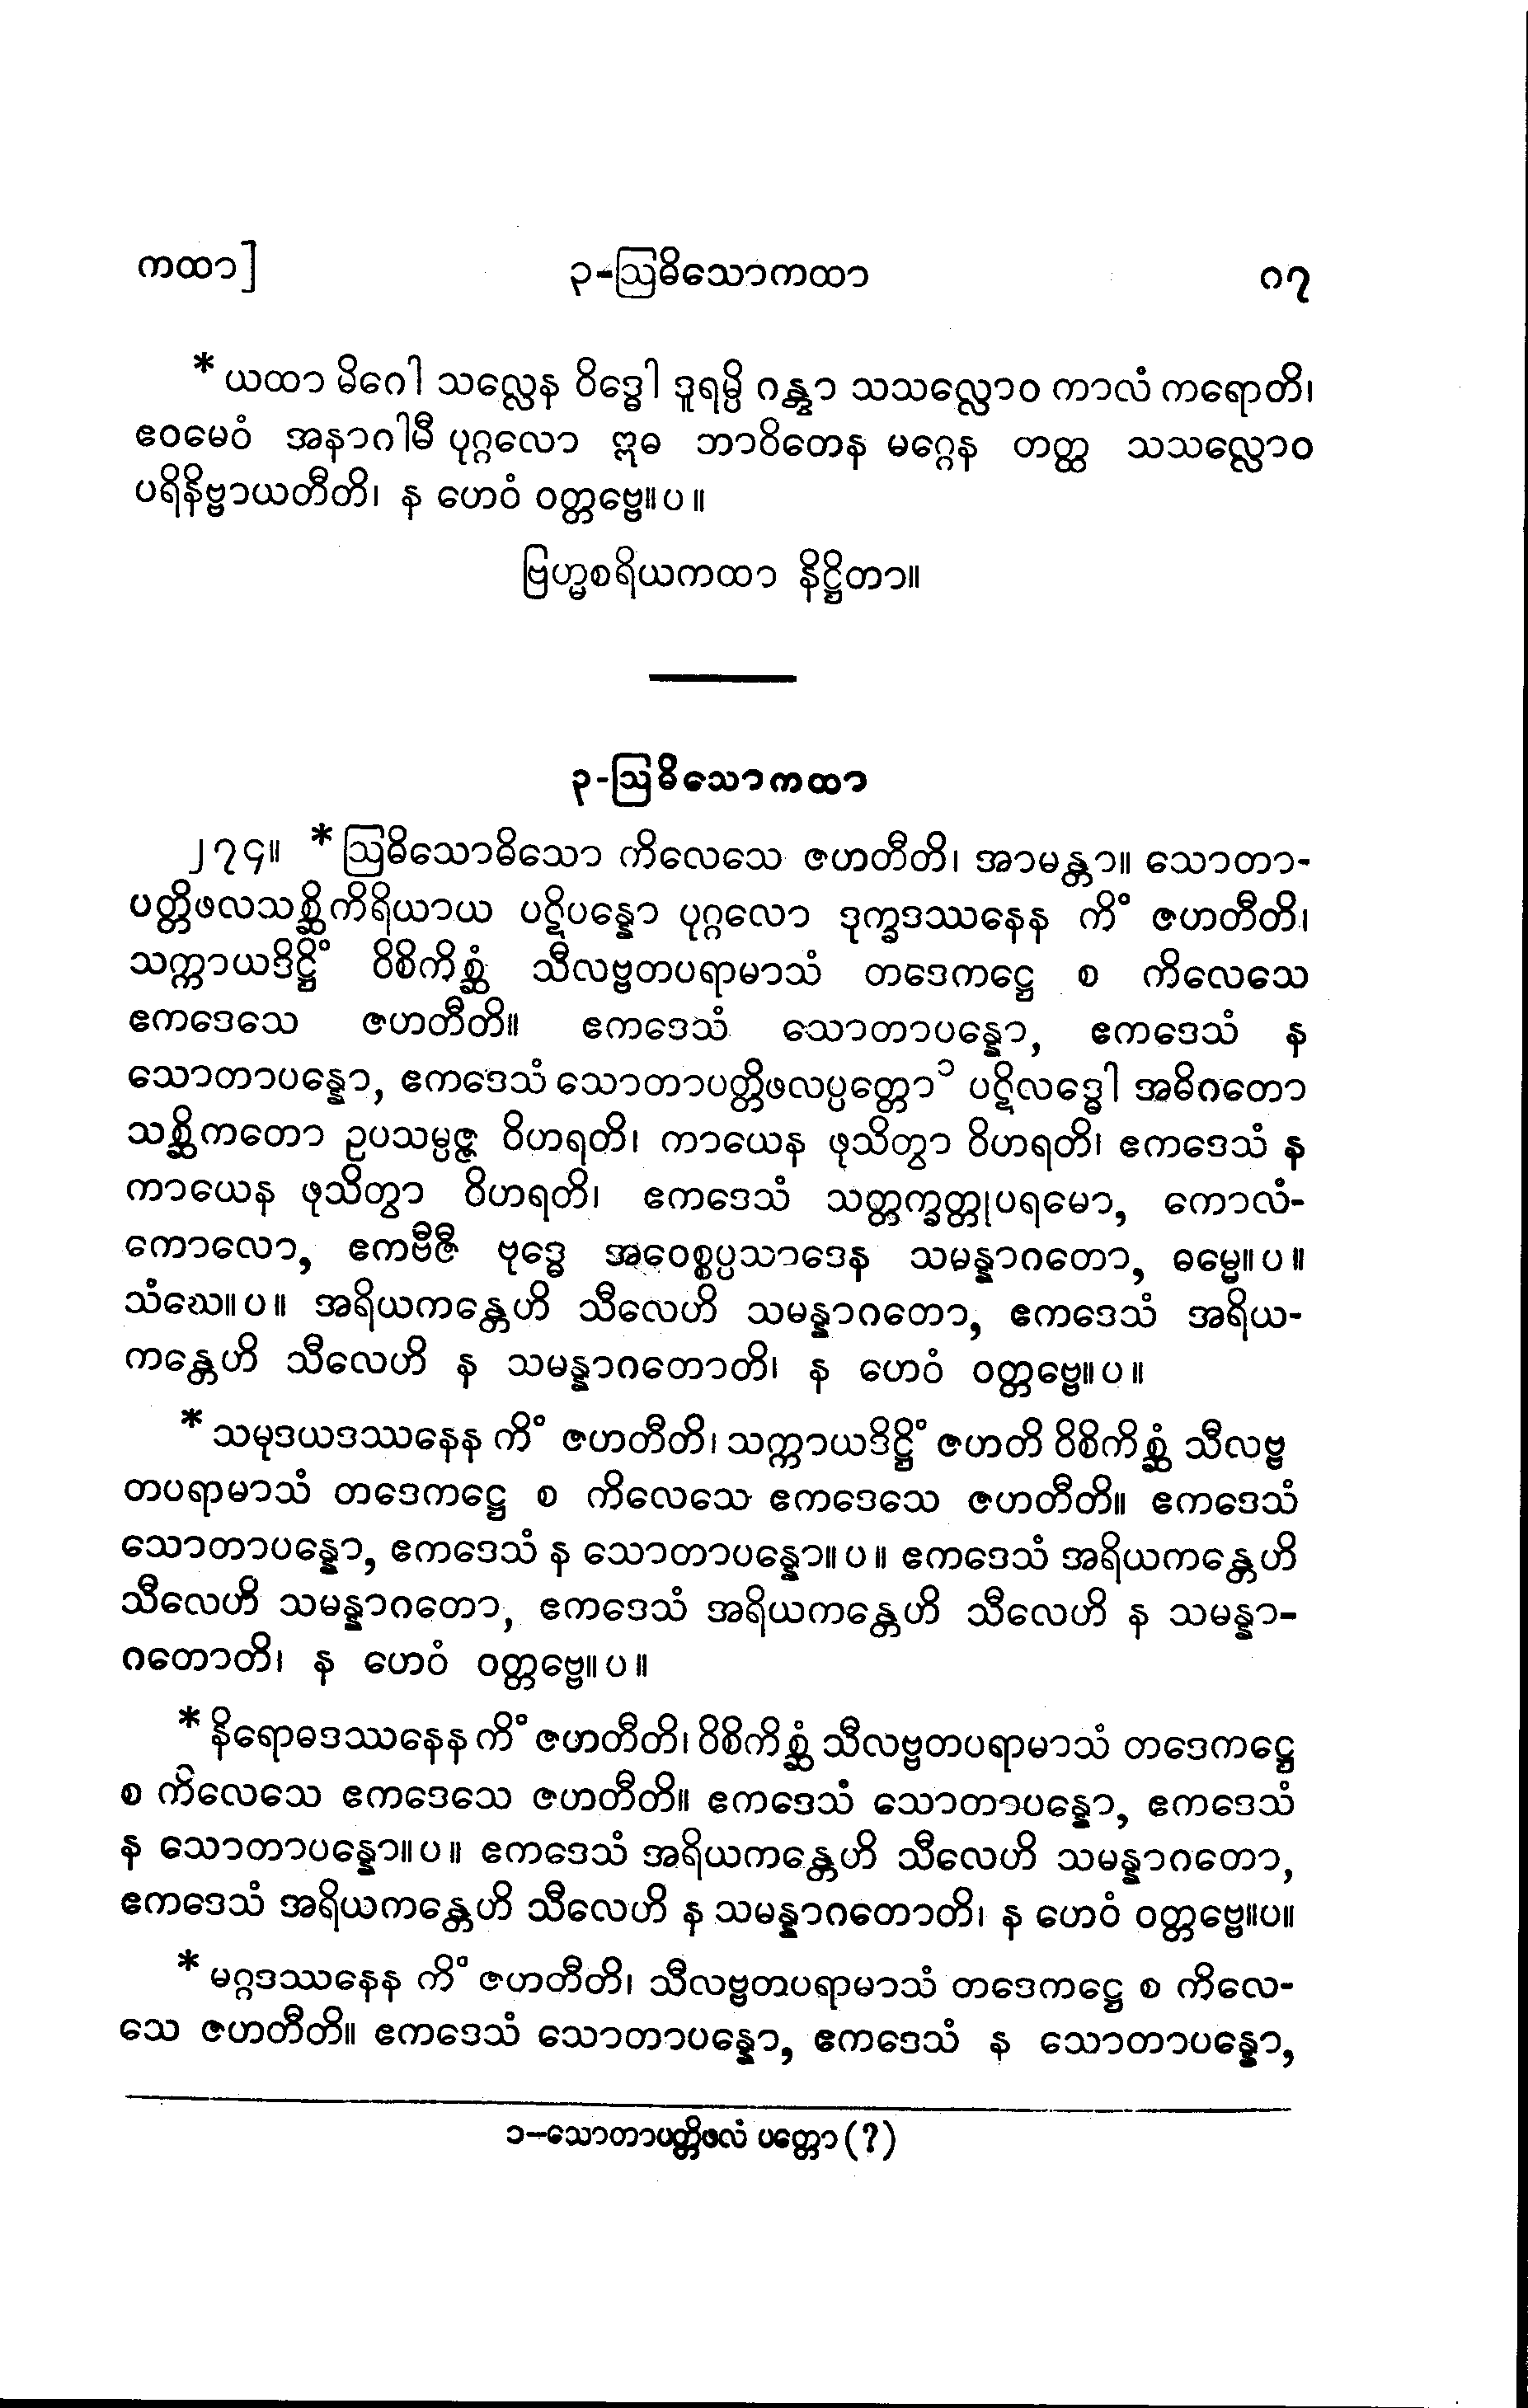 ကထာ]
၃-ဩဓိသောကထာ
၈၇
* ယထာ မိဂေါ သလ္လေန ဝိဒ္ဓေါ ဒူရမ္ပိ ဂန္တွာ သသလ္လောဝ ကာလံ ကရောတိ၊
ဧဝမေဝံ အနာဂါမီ ပုဂ္ဂလော ဣဓ ဘာဝိတေန မဂ္ဂေန တတ္ထ သသလ္လောဝ
ပရိနိဗ္ဗာယတီတိ၊ န ဟေဝံ ဝတ္တဗ္ဗေ။ပ။
ဗြဟ္မစရိယကထာ နိဋ္ဌိတာ။
၃-ဩဓိသောကထာ
၂၇၄။ * ဩဓိသောဓိသော ကိလေသေ ဇဟတီတိ၊ အာမန္တာ။ သောတာ-
ပတ္တိဖလသစ္ဆိကိရိယာယ ပဋိပန္နော ပုဂ္ဂလော ဒုက္ခဒဿနေန ကိံ ဇဟတီတိ၊
သက္ကာယဒိဋ္ဌိံ ဝိစိကိစ္ဆံ သီလဗ္ဗတပရာမာသံ တဒေကဋ္ဌေ စ ကိလေသေ
ဧကဒေသေ ဇဟတီတိ။ ဧကဒေသံ သောတာပန္နော, ဧကဒေသံ န
သောတာပန္နော, ဧကဒေသံ သောတာပတ္တိဖလပ္ပတ္တော ၁ ပဋိလဒ္ဓေါ အဓိဂတော
သစ္ဆိကတော ဥပသမ္ပဇ္ဇ ဝိဟရတိ၊ ကာယေန ဖုသိတွာ ဝိဟရတိ၊ ဧကဒေသံ န
ကာယေန ဖုသိတွာ ဝိဟရတိ၊ ဧကဒေသံ သတ္တက္ခတ္တုပရမော, ကောလံ-
ကောလော, ဧကဗီဇီ ဗုဒ္ဓေ အဝေစ္စပ္ပသာဒေန သမန္နာဂတော, ဓမ္မေ။ပ။
သံဃေ။ပ။ အရိယကန္တေဟိ သီလေဟိ သမန္နာဂတော, ဧကဒေသံ အရိယ-
ကန္တေဟိ သီလေဟိ န သမန္နာဂတောတိ၊ န ဟေဝံ ဝတ္တဗ္ဗေ။ပ။
* သမုဒယဒဿနေန ကိံ ဇဟတီတိ၊ သက္ကာယဒိဋ္ဌိံ ဇဟတိ ဝိစိကိစ္ဆံ သီလဗ္ဗ
တပရာမာသံ တဒေကဋ္ဌေ စ ကိလေသေ ဧကဒေသေ ဇဟတီတိ။ ဧကဒေသံ
သောတာပန္နော, ဧကဒေသံ န သောတာပန္နော။ပ။ ဧကဒေသံ အရိယကန္တေဟိ
သီလေဟိ သမန္နာဂတော, ဧကဒေသံ အရိယကန္တေဟိ သီလေဟိ န သမန္နာ-
ဂတောတိ၊ န ဟေဝံ ဝတ္တဗ္ဗေ။ပ။
* နိရောဓဒဿနေန ကိံ ဇဟတီတိ၊ ဝိစိကိစ္ဆံ သီလဗ္ဗတပရာမာသံ တဒေကဋ္ဌေ
စ ကိလေသေ ဧကဒေသေ ဇဟတီတိ။ ဧကဒေသံ သောတာပန္နော, ဧကဒေသံ
န သောတာပန္နော။ပ။ ဧကဒေသံ အရိယကန္တေဟိ သီလေဟိ သမန္နာဂတော,
ဧကဒေသံ အရိယကန္တေဟိ သီလေဟိ န သမန္နာဂတောတိ၊ န ဟေဝံ ဝတ္တဗ္ဗေ။ပ။
* မဂ္ဂဒဿနေန ကိံ ဇဟတီတိ၊ သီလဗ္ဗတပရာမာသံ တဒေကဋ္ဌေ စ ကိလေ-
သေ ဇဟတီတိ။ ဧကဒေသံ သောတာပန္နော, ဧကဒေသံ န သောတာပန္နော,
၁-သောတာပတ္တိဖလံ ပတ္တော (?)